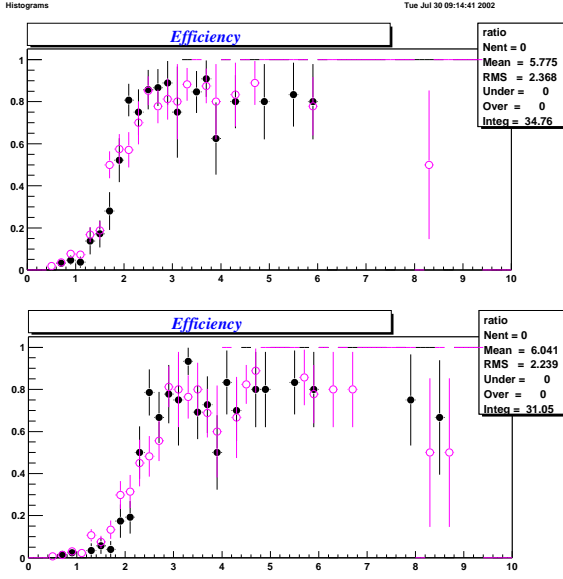 Histograms Tue Jul 30 09:14:41 2002
Efficiency
ratio
Nent = 0
Mean = 5.775
RMS = 2.368
Under = 0
Over = 0
Integ = 34.76
1
0.8
0.6
0.4
0.2
0
0 1 2 3 4 5 6 7 8 9 10
Efficiency
ratio
Nent = 0
Mean = 6.041
RMS = 2.239
Under = 0
Over = 0
Integ = 31.05
1
0.8
0.6
0.4
0.2
0
0 1 2 3 4 5 6 7 8 9 10